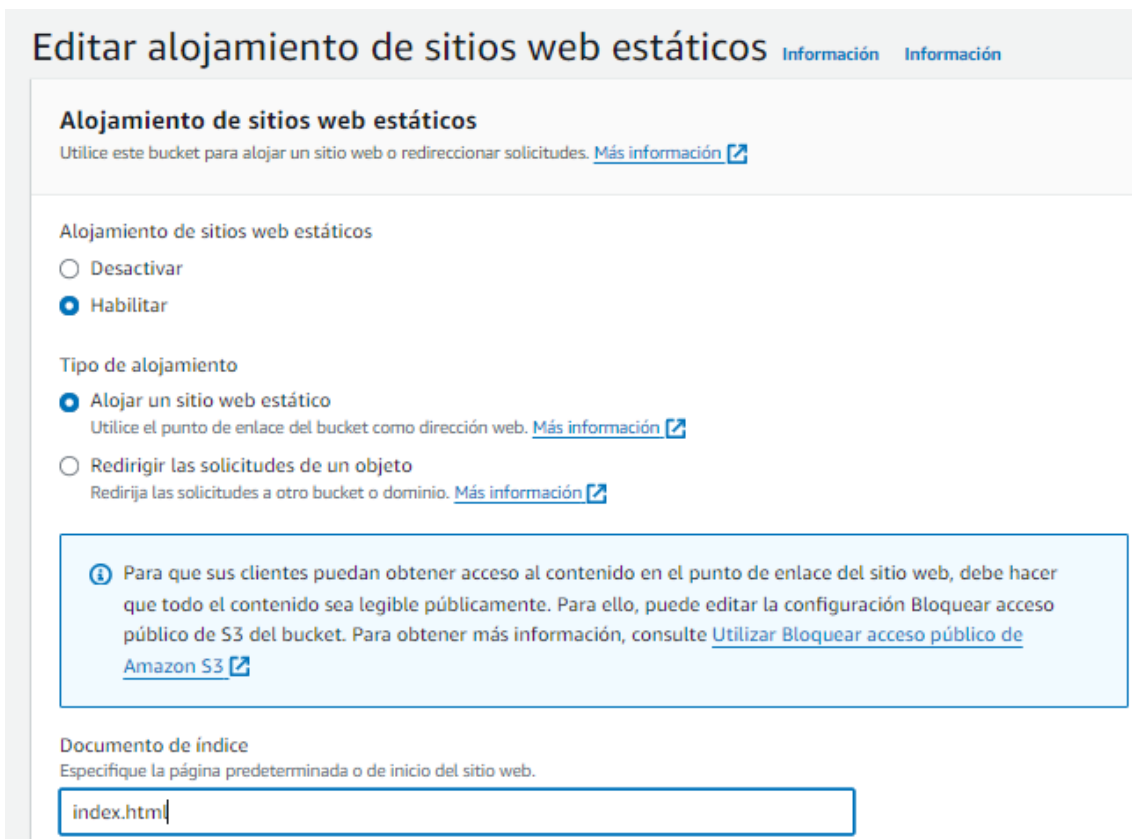 Editar alojamiento de sitios web estáticos Información Información
Alojamiento de sitios web estáticos
Utilice este bucket para alojar un sitio web o redireccionar solicitudes. Más información
Alojamiento de sitios web estáticos
Desactivar
Habilitar
Tipo de alojamiento
Alojar un sitio web estático
Utilice el punto de enlace del bucket como dirección web. Más información
Redirigir las solicitudes de un objeto
Redirija las solicitudes a otro bucket o dominio. Más información
Para que sus clientes puedan obtener acceso al contenido en el punto de enlace del sitio web, debe hacer
que todo el contenido sea legible públicamente. Para ello, puede editar la configuración Bloquear acceso
público de S3 del bucket. Para obtener más información, consulte Utilizar Bloquear acceso público de
Amazon S3
Documento de índice
Especifique la página predeterminada o de inicio del sitio web.
index.html